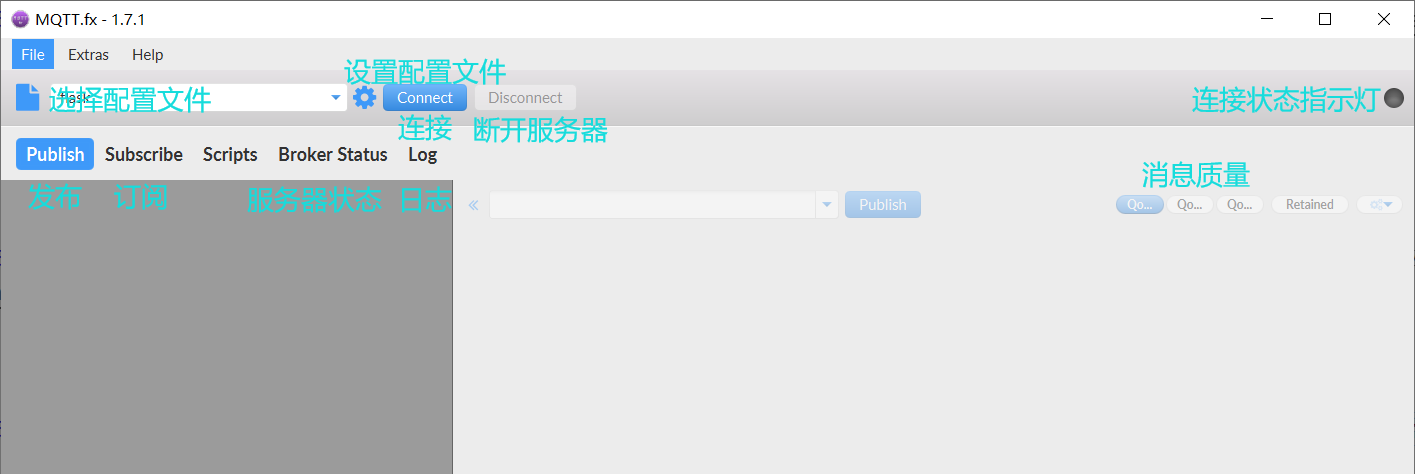 MQTT.fx - 1.7.1
File Extras Help
设置配置文件
选择配置文件 flask Connect Disconnect 连接状态指示灯
连接 断开服务器
Publish Subscribe Scripts Broker Status Log
消息质量
发布 订阅 服务器状态 日志
« Publish Qo... Qo... Qo... Retained